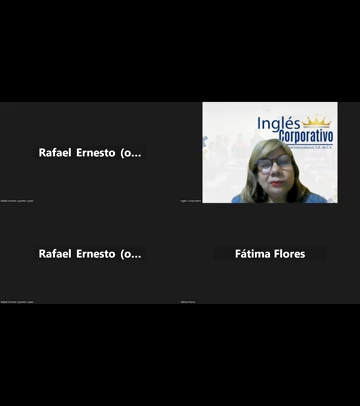 Rafael Ernesto (o...
Inglés
Corporativo
Rafael Ernesto (o...
Fátima Flores